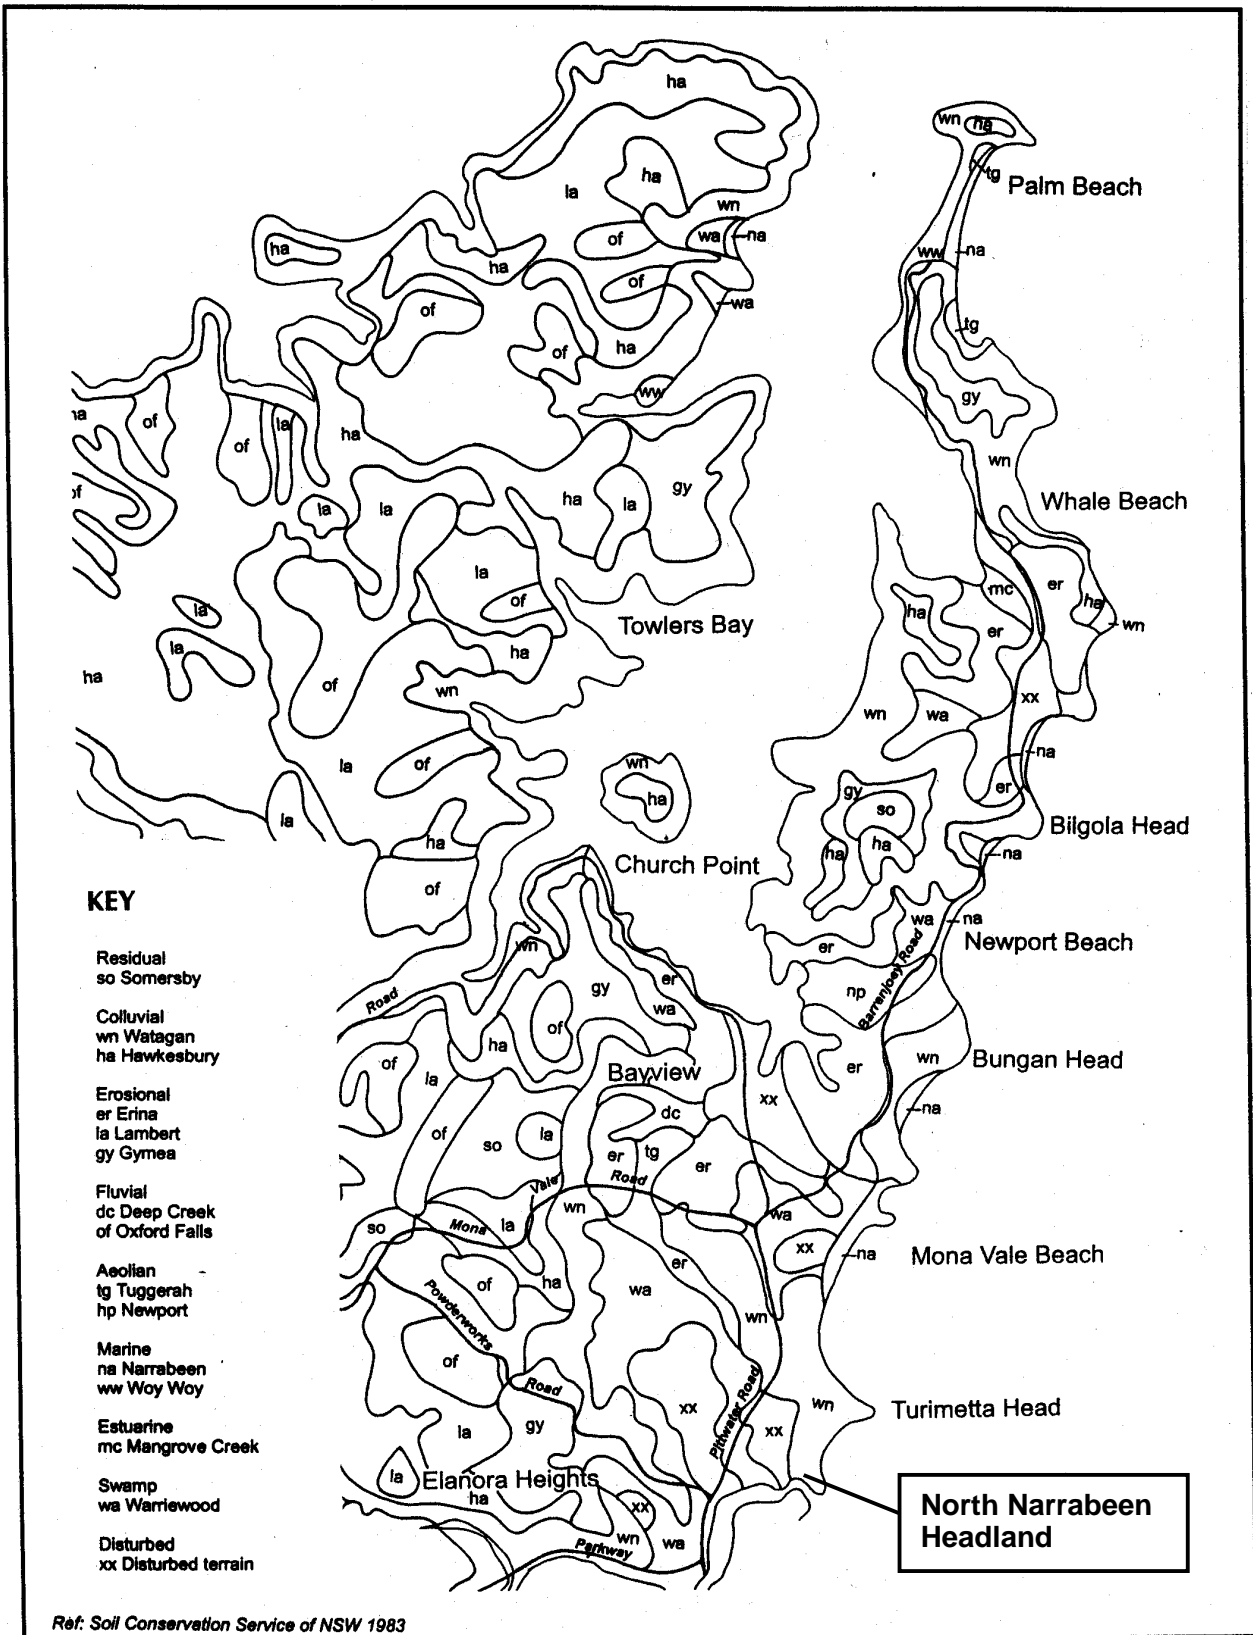 ha
wn
ha
tg
Palm Beach
la
ha
wn
wa
na
of
ha
ha
of
ww
na
of
wa
of
tg
ha
of
ww
gy
of
la
of
ha
wn
ha
la
gy
Whale Beach
la
la
la
of
mc
er
ha
wn
la
ha
er
Towlers Bay
la
ha
ha
of
wn
xx
wn
wa
la
of
na
wn
ha
gy
so
er
la
ha
ha
ha
Bilgola Head
na
Church Point
of
KEY
Residual
so Somersby
Colluvial
wn Watagan
ha Hawkesbury
Erosional
er Erina
la Lambert
gy Gymea
Fluvial
dc Deep Creek
of Oxford Falls
Aeolian
tg Tuggerah
hp Newport
Marine
na Narrabeen
ww Woy Woy
Estuarine
mc Mangrove Creek
Swamp
wa Warriewood
Disturbed
xx Disturbed terrain
wn
er
wa
na
Newport Beach
Road
gy
er
wa
np
Barrenjoey Road
of
ha
of
la
Bayview
er
wn
Bungan Head
xx
na
dc
of
so
la
er
tg
er
Road
Vale
wn
so
Mona
la
wa
xx
na
Mona Vale Beach
of
ha
er
wa
Powderworks
wn
of
Road
xx
Pittwater Road
wn
Turimetta Head
xx
la
gy
la
Elanora Heights
ha
xx
wn
wa
Parkway
North Narrabeen
Headland
Ref: Soil Conservation Service of NSW 1983